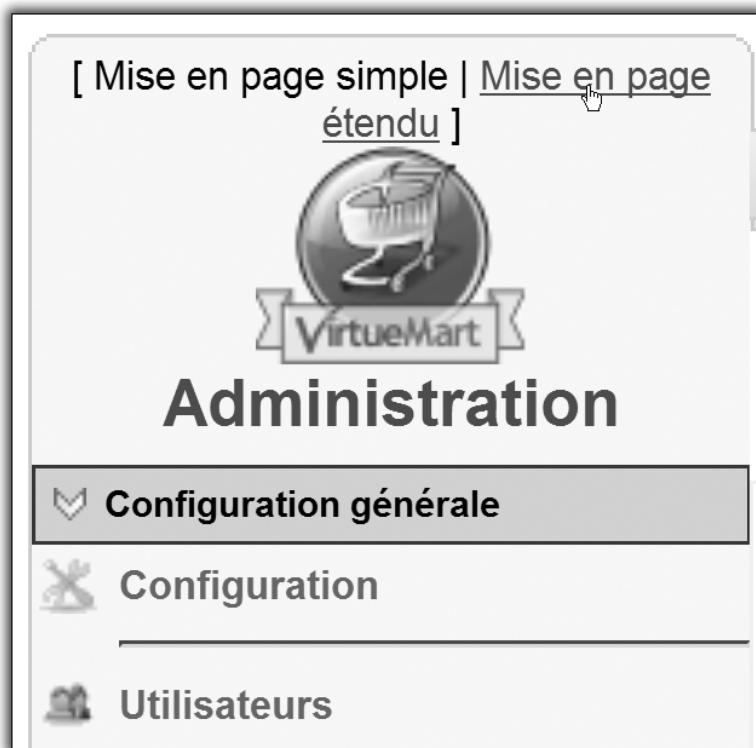 [ Mise en page simple | Mise en page
étendu ]
VirtueMart
Administration
Configuration générale
Configuration
Utilisateurs